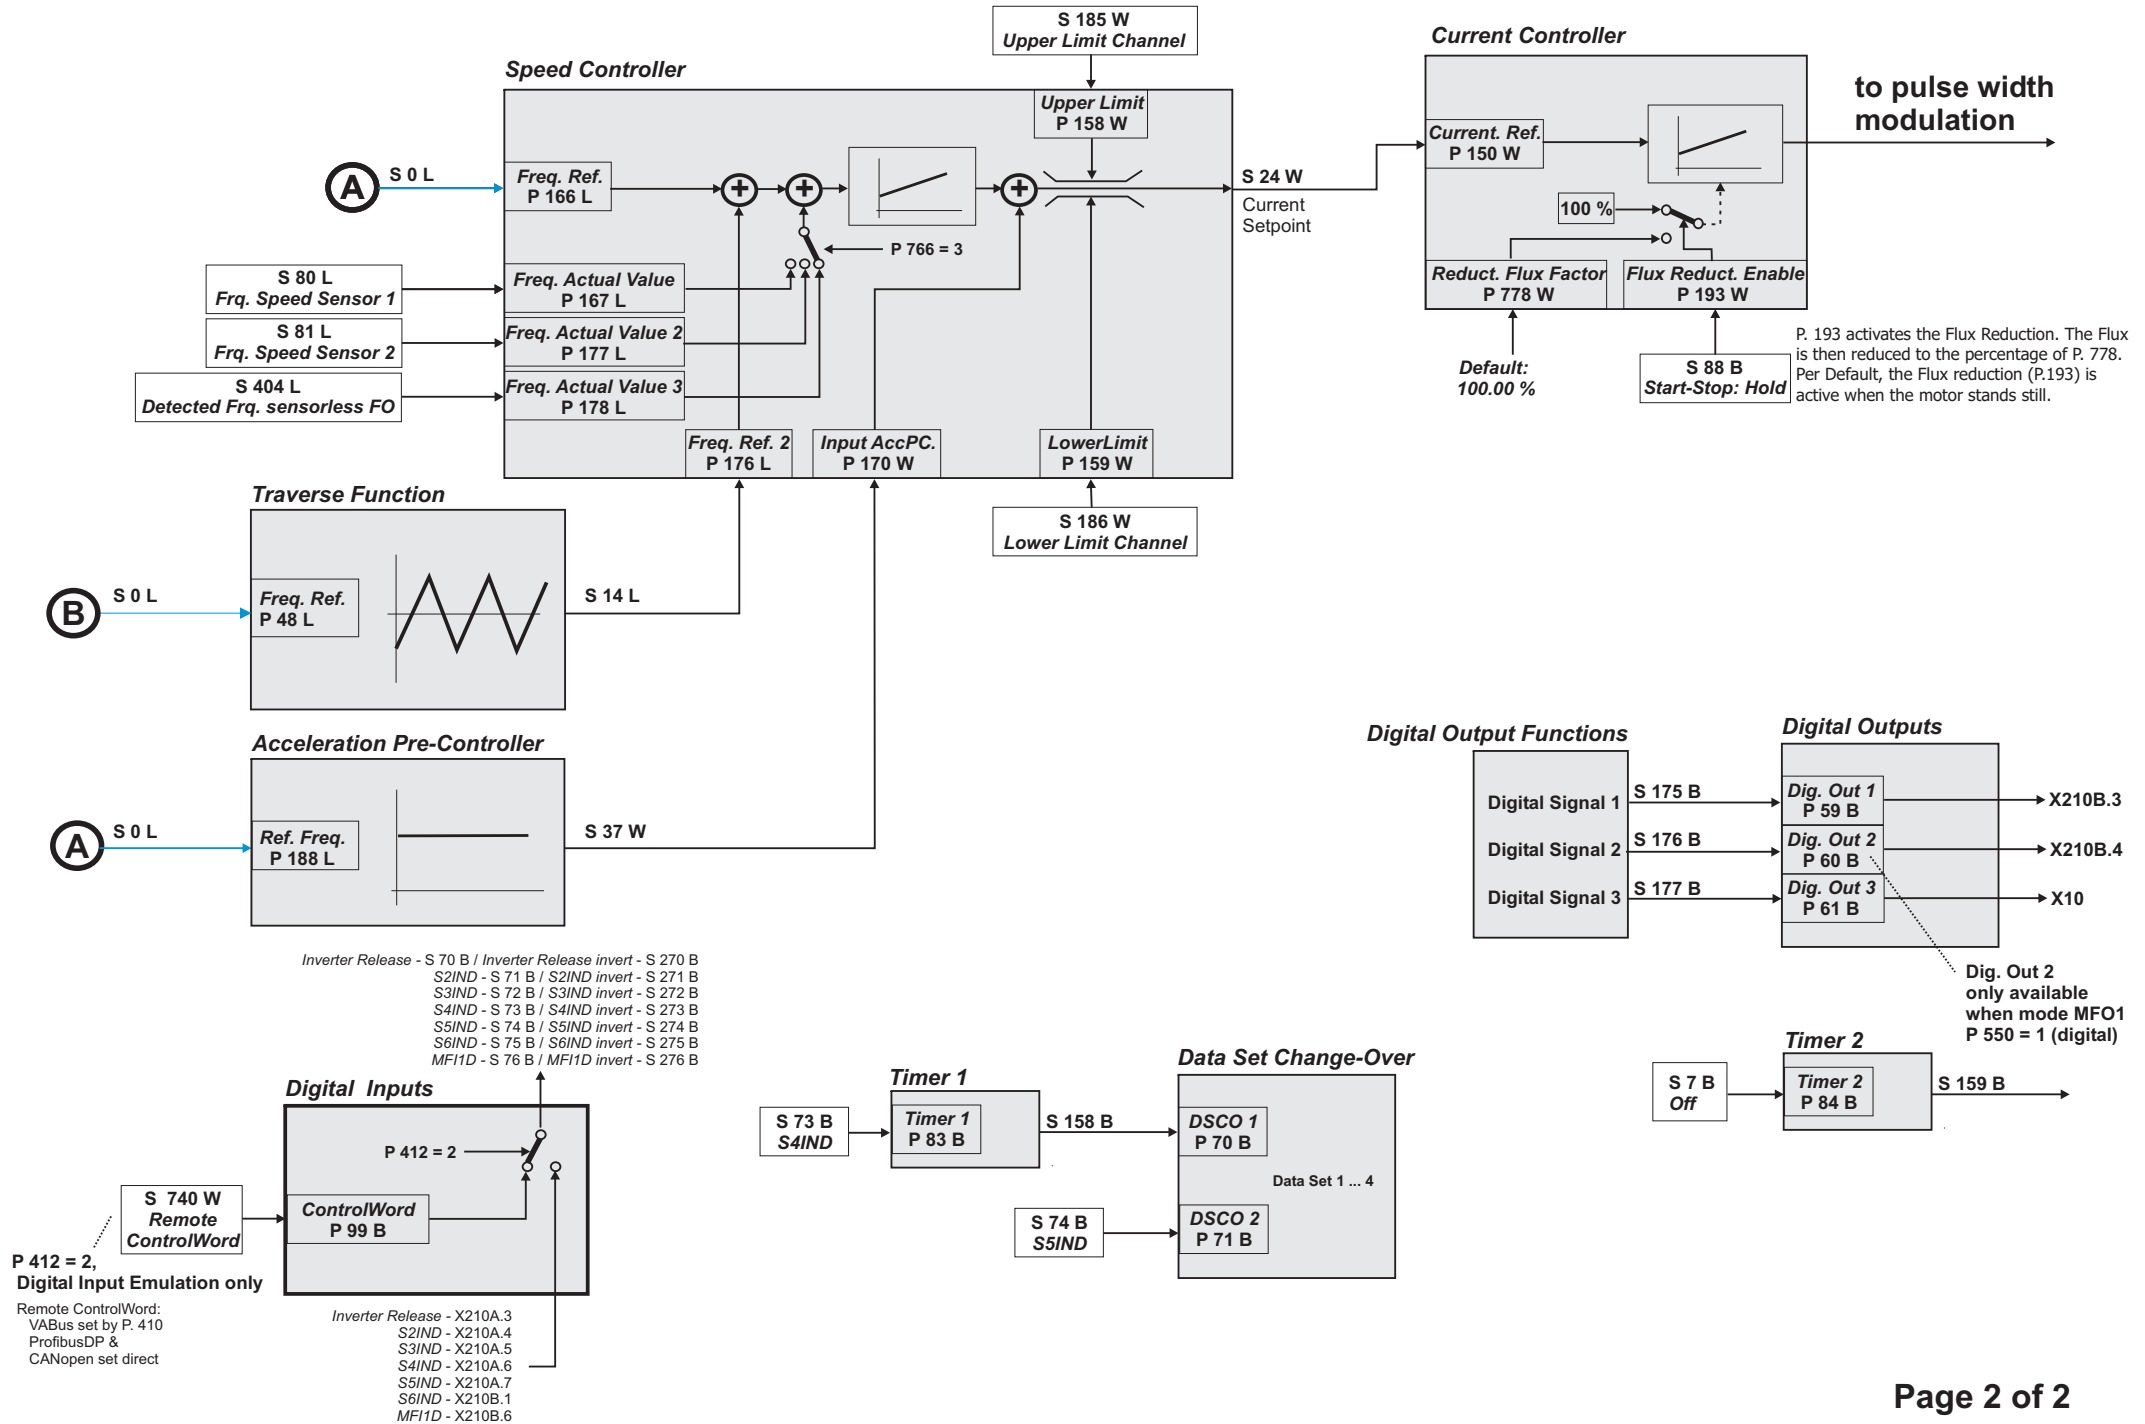 S 185 W
Upper Limit Channel
Current Controller
Speed Controller
to pulse width
modulation
Upper Limit
P 158 W
Current. Ref.
P 150 W
A
S 0 L
Freq. Ref.
P 166 L
+
+
+
S 24 W
Current
Setpoint
100 %
P 766 = 3
S 80 L
Frq. Speed Sensor 1
Freq. Actual Value
P 167 L
Reduct. Flux Factor
P 778 W
Flux Reduct. Enable
P 193 W
S 81 L
Frq. Speed Sensor 2
Freq. Actual Value 2
P 177 L
S 404 L
Detected Frq. sensorless FO
Freq. Actual Value 3
P 178 L
Default:
100.00 %
S 88 B
Start-Stop: Hold
P. 193 activates the Flux Reduction. The Flux
is then reduced to the percentage of P. 778.
Per Default, the Flux reduction (P.193) is
active when the motor stands still.
Freq. Ref. 2
P 176 L
Input AccPC.
P 170 W
LowerLimit
P 159 W
S 186 W
Lower Limit Channel
Traverse Function
B
S 0 L
Freq. Ref.
P 48 L
S 14 L
Acceleration Pre-Controller
A
S 0 L
Ref. Freq.
P 188 L
S 37 W
Digital Output Functions
Digital Outputs
Digital Signal 1
S 175 B
Dig. Out 1
P 59 B
X210B.3
Digital Signal 2
S 176 B
Dig. Out 2
P 60 B
X210B.4
Digital Signal 3
S 177 B
Dig. Out 3
P 61 B
X10
Dig. Out 2
only available
when mode MFO1
P 550 = 1 (digital)
Inverter Release - S 70 B / Inverter Release invert - S 270 B
S2IND - S 71 B / S2IND invert - S 271 B
S3IND - S 72 B / S3IND invert - S 272 B
S4IND - S 73 B / S4IND invert - S 273 B
S5IND - S 74 B / S5IND invert - S 274 B
S6IND - S 75 B / S6IND invert - S 275 B
MFI1D - S 76 B / MFI1D invert - S 276 B
Digital Inputs
P 412 = 2
S 740 W
Remote
ControlWord
ControlWord
P 99 B
P 412 = 2,
Digital Input Emulation only
Remote ControlWord:
VABus set by P. 410
ProfibusDP &
CANopen set direct
Inverter Release - X210A.3
S2IND - X210A.4
S3IND - X210A.5
S4IND - X210A.6
S5IND - X210A.7
S6IND - X210B.1
MFI1D - X210B.6
Timer 1
S 73 B
S4IND
Timer 1
P 83 B
S 158 B
Data Set Change-Over
DSCO 1
P 70 B
Data Set 1 ... 4
S 74 B
S5IND
DSCO 2
P 71 B
Timer 2
S 7 B
Off
Timer 2
P 84 B
S 159 B
Page 2 of 2